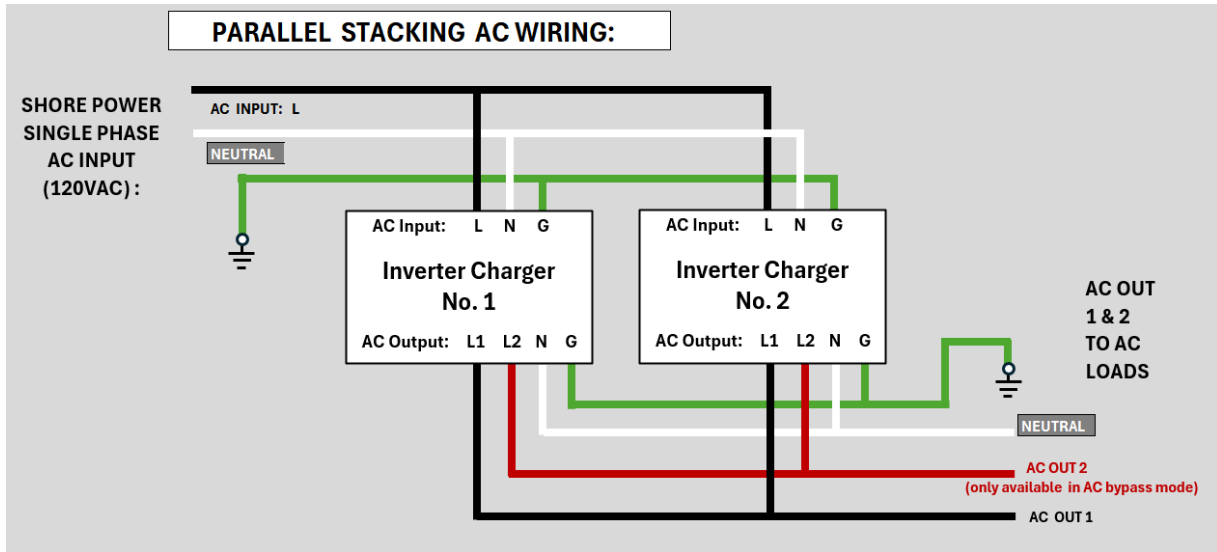 PARALLEL STACKING AC WIRING:
SHORE POWER
SINGLE PHASE
AC INPUT
(120VAC) :
AC INPUT: L
NEUTRAL
AC Input: L N G
Inverter Charger
No. 1
AC Output: L1 L2 N G
AC Input: L N G
Inverter Charger
No. 2
AC Output: L1 L2 N G
AC OUT
1 & 2
TO AC
LOADS
NEUTRAL
AC OUT 2
(only available in AC bypass mode)
AC OUT 1